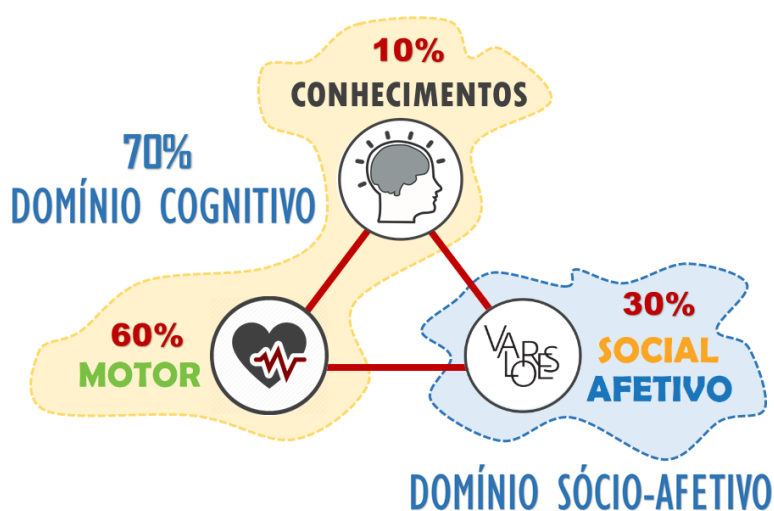 10%
CONHECIMENTOS
70%
DOMÍNIO COGNITIVO
60%
MOTOR
VALORES
30%
SOCIAL
AFETIVO
DOMÍNIO SÓCIO-AFETIVO